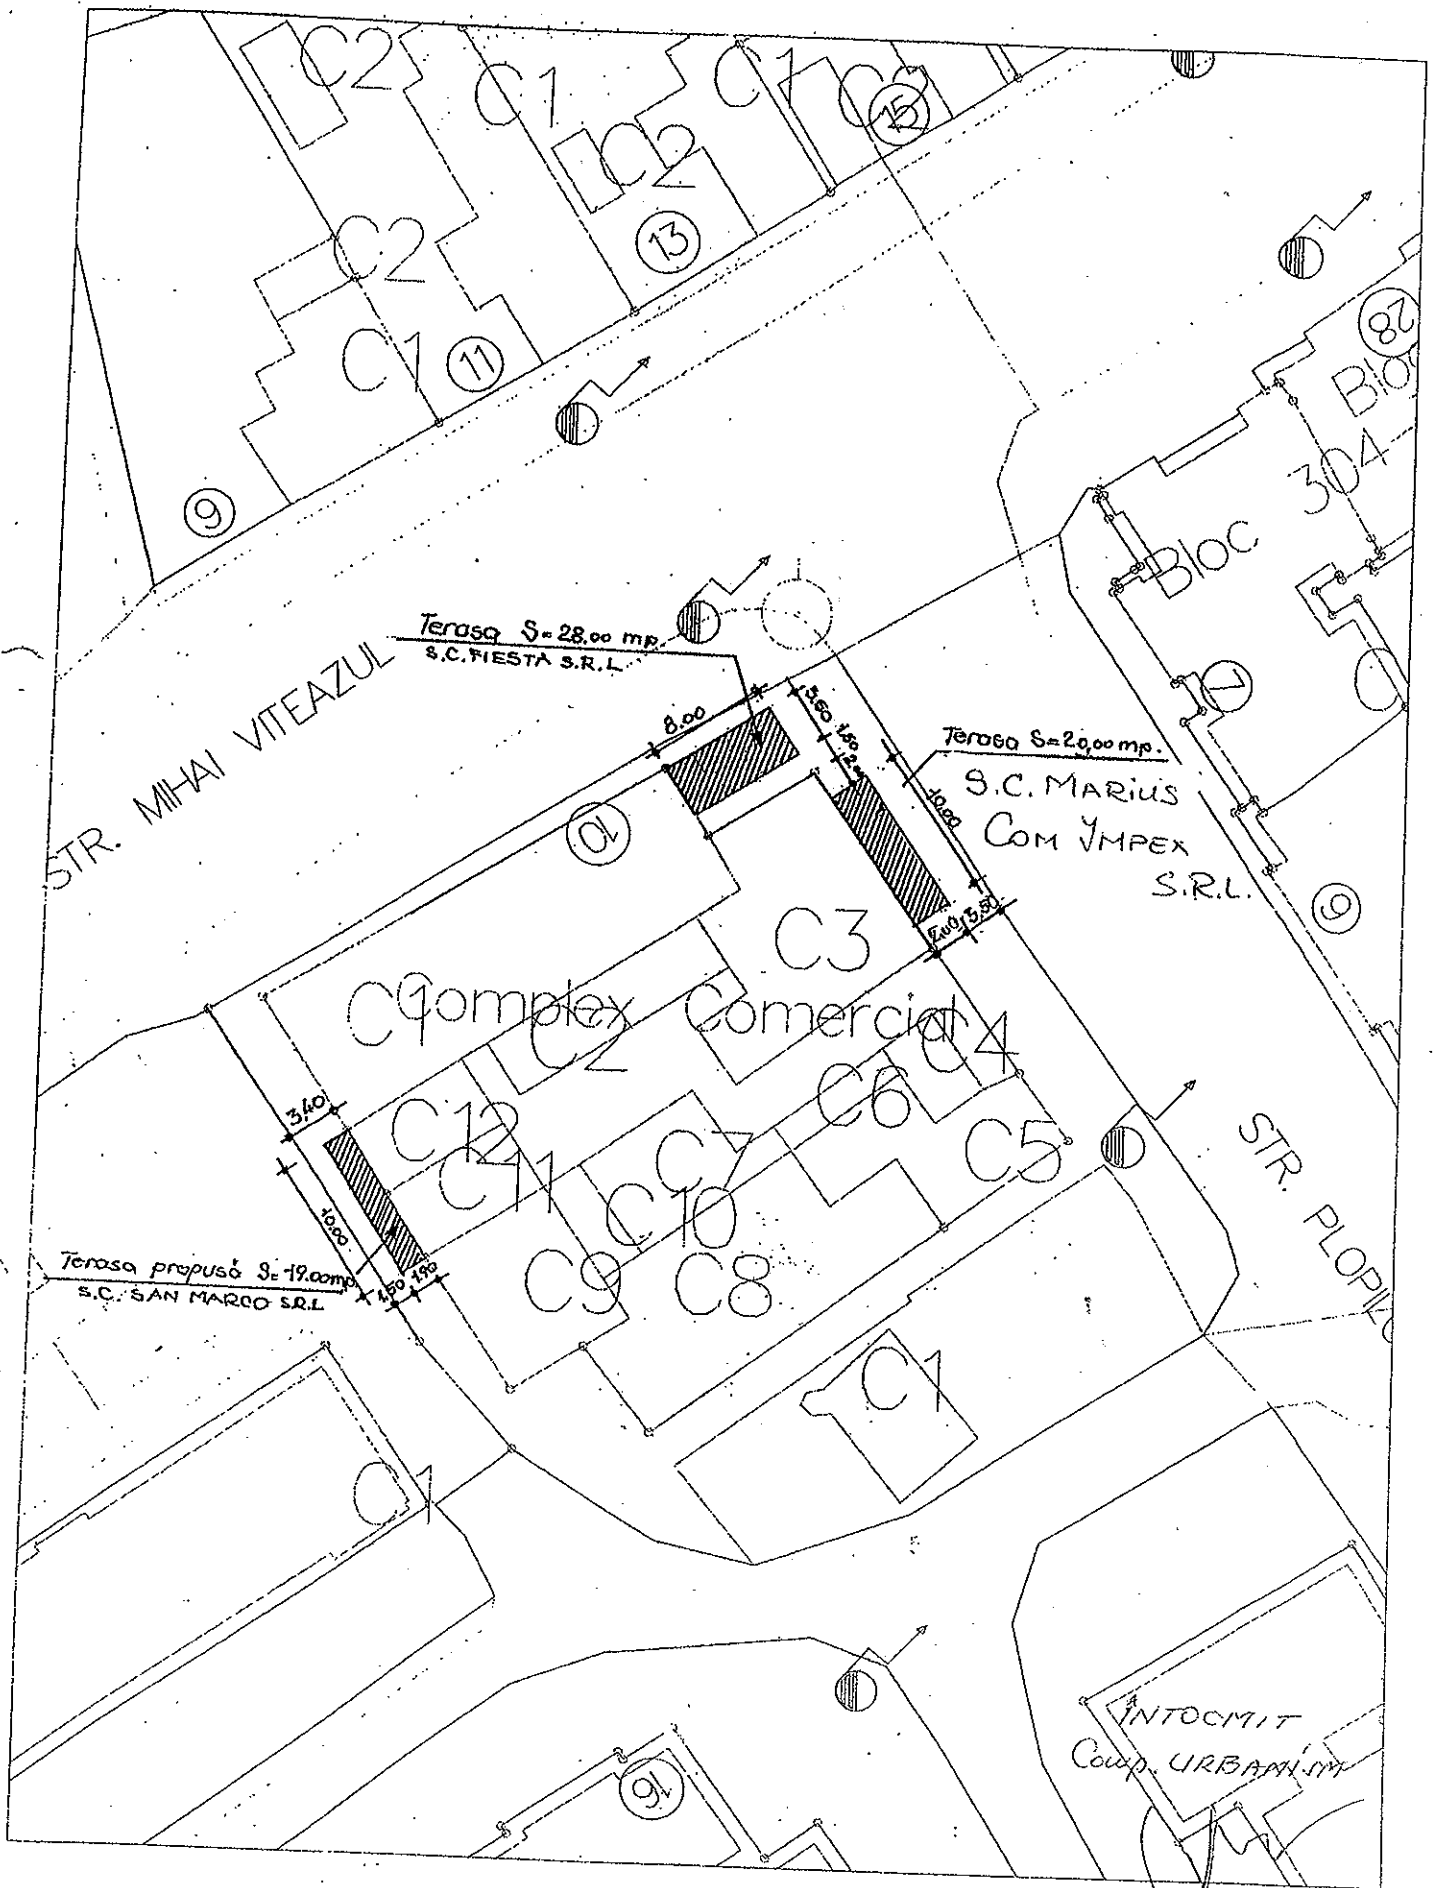 C2
C1
C1
C2
15
C2
13
C2
C1
11
28
Bloc
304
9
Bloc
Terasa S=28.00 mp.
S.C. FIESTA S.R.L.
STR. MIHAI VITEAZUL
8.00
3.60
1.50
7
C
Terasa S=20,00 mp.
S.C. MARIUS
COM YMPEX
S.R.L.
10.00
10
2.00
3.50
9
C3
C1
Complex Comercial
C2
C4
C6
3,40
C12
C7
C5
C11
C10
STR. PLOPIL
10.00
Terasa propusă S=19.00mp
S.C. SAN MARCO S.R.L
1.50
1.90
C9
C8
C1
C1
ÎNTOCMIT
Comp. URBANISM
16